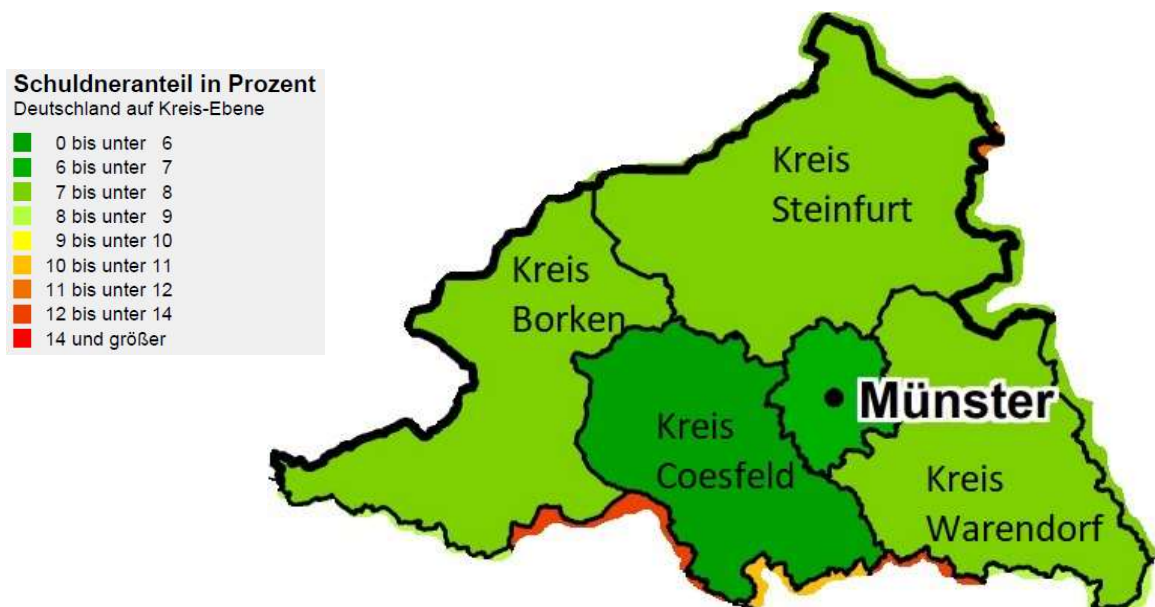 Schuldneranteil in Prozent
Deutschland auf Kreis-Ebene
0 bis unter 6
6 bis unter 7
7 bis unter 8
8 bis unter 9
9 bis unter 10
10 bis unter 11
11 bis unter 12
12 bis unter 14
14 und größer
Kreis
Steinfurt
Kreis
Borken
Münster
Kreis
Coesfeld
Kreis
Warendorf